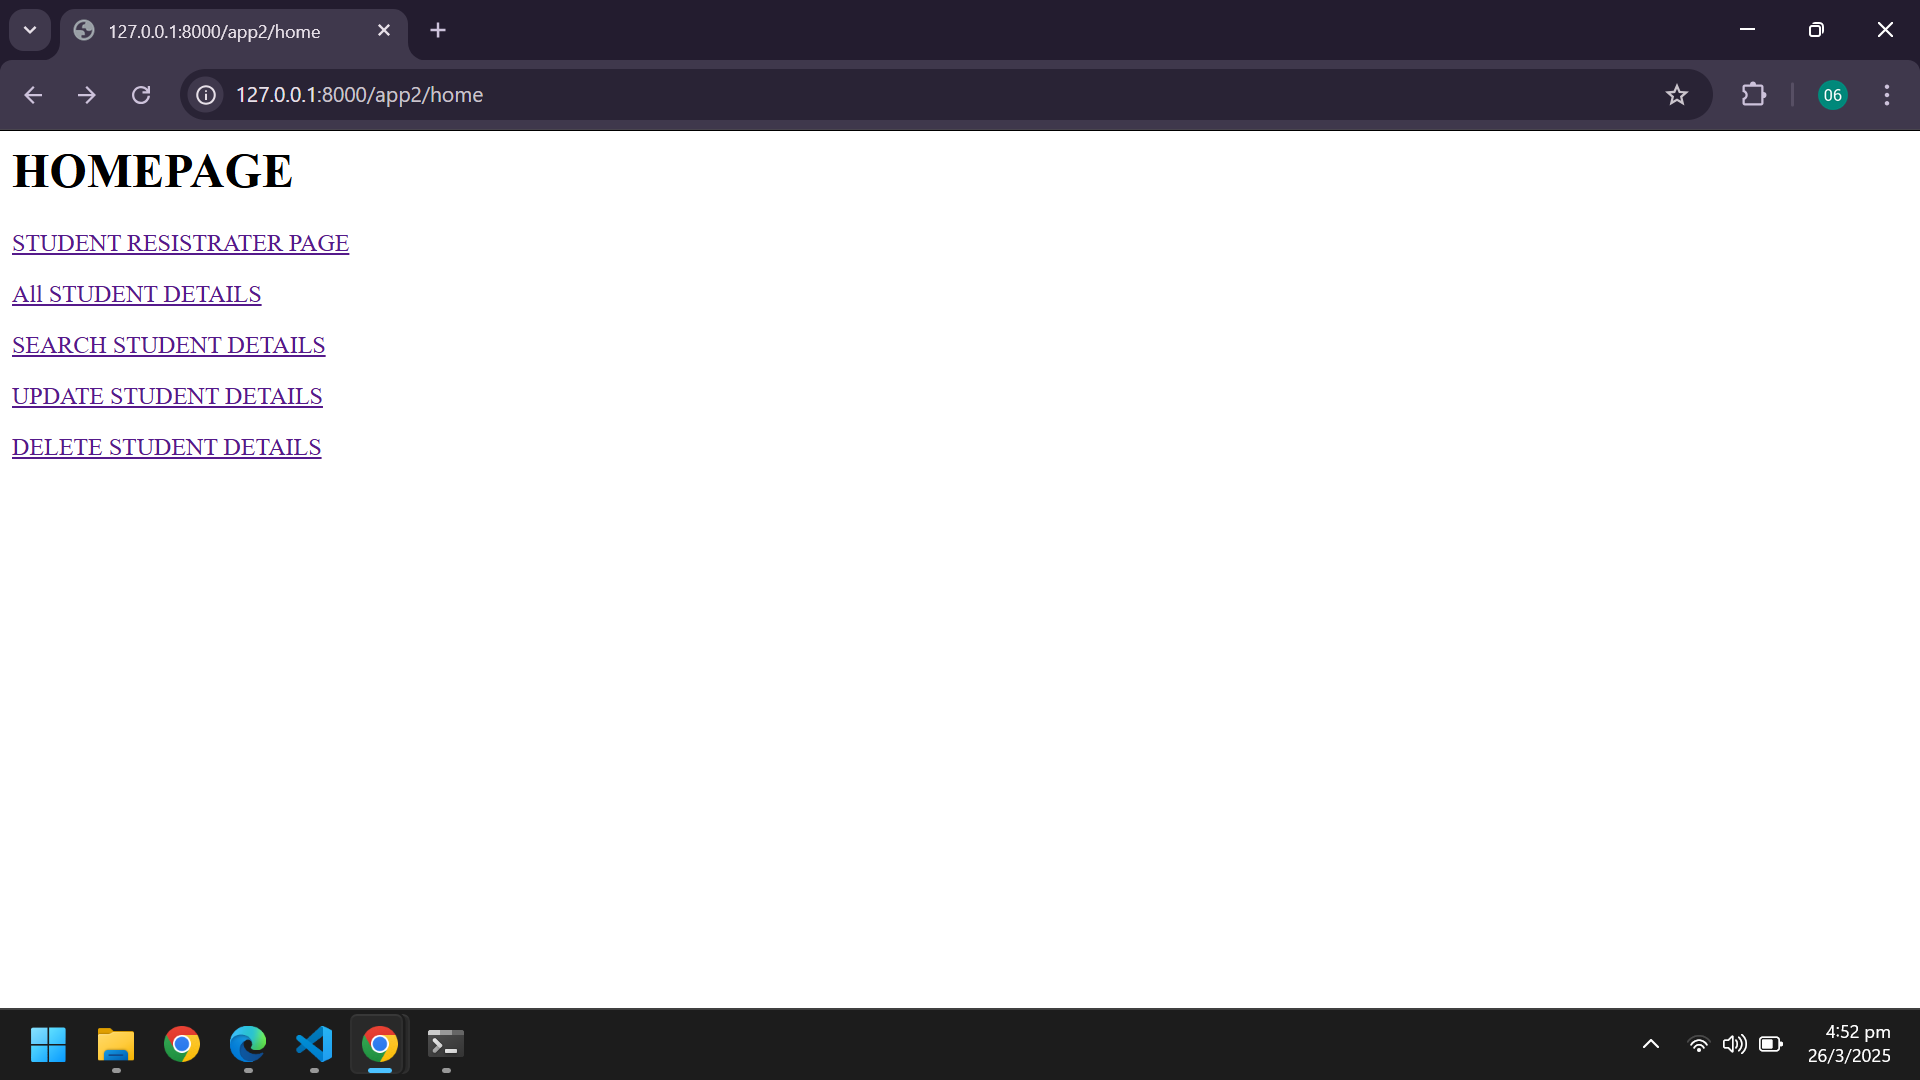 127.0.0.1:8000/app2/home
127.0.0.1:8000/app2/home
06
HOMEPAGE
STUDENT RESISTRATER PAGE
All STUDENT DETAILS
SEARCH STUDENT DETAILS
UPDATE STUDENT DETAILS
DELETE STUDENT DETAILS
4:52 pm
26/3/2025